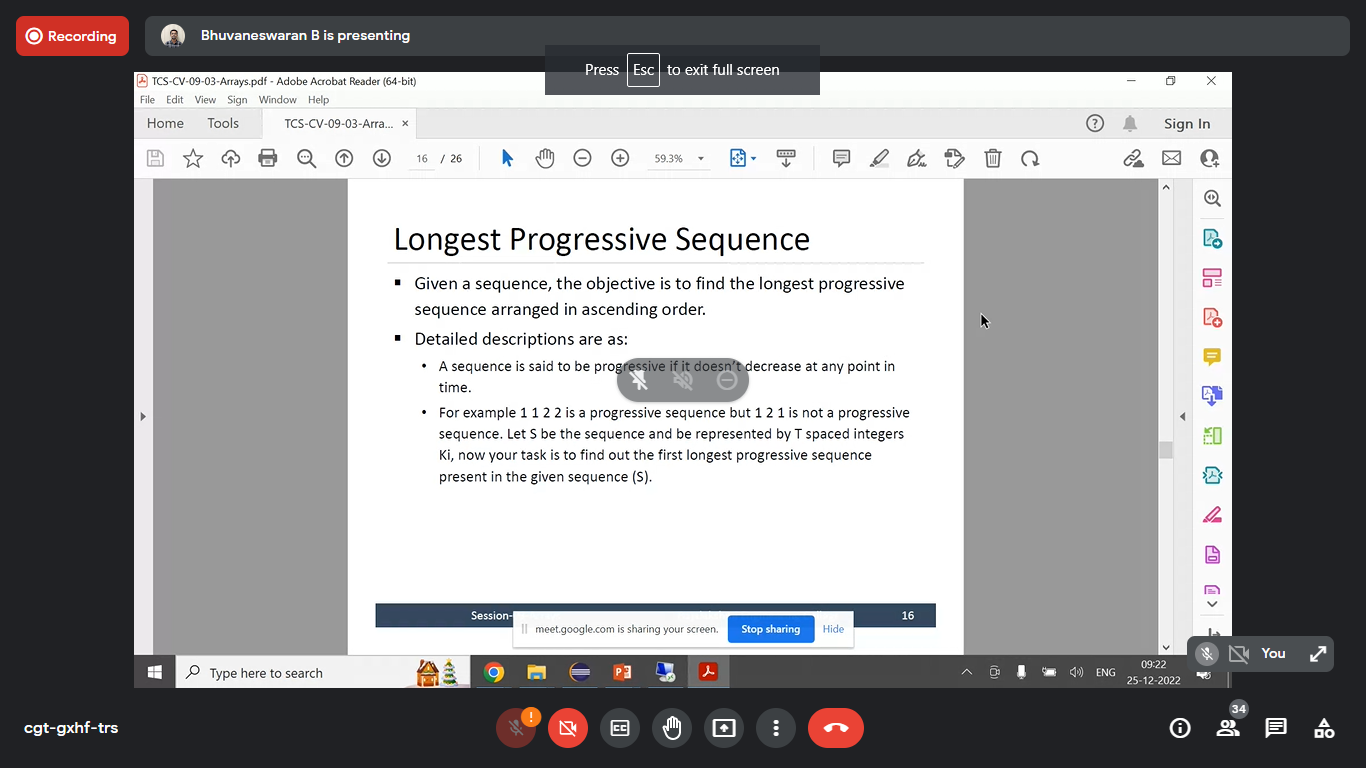 Recording
Bhuvaneswaran B is presenting
Press Esc to exit full screen
TCS-CV-09-03-Arrays.pdf - Adobe Acrobat Reader (64-bit)
File Edit View Sign Window Help
Home Tools TCS-CV-09-03-Arra... × Sign In
16 / 26 59.3%
Longest Progressive Sequence
▪ Given a sequence, the objective is to find the longest progressive
sequence arranged in ascending order.
▪ Detailed descriptions are as:
• A sequence is said to be progressive if it doesn't decrease at any point in
time.
• For example 1 1 2 2 is a progressive sequence but 1 2 1 is not a progressive
sequence. Let S be the sequence and be represented by T spaced integers
Ki, now your task is to find out the first longest progressive sequence
present in the given sequence (S).
Session- 16
meet.google.com is sharing your screen. Stop sharing Hide
You
Type here to search
ENG
09:22
25-12-2022
cgt-gxhf-trs
34